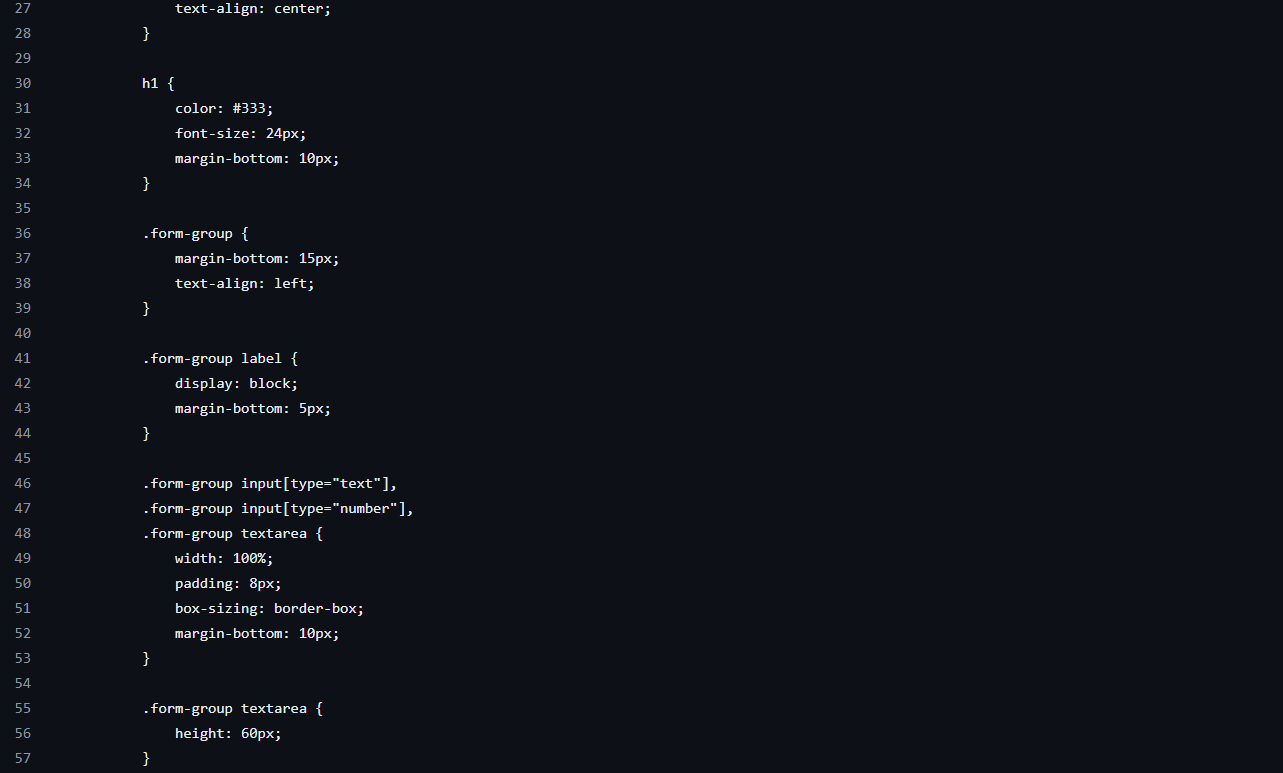 27 text-align: center;
28 }
29
30 h1 {
31 color: #333;
32 font-size: 24px;
33 margin-bottom: 10px;
34 }
35
36 .form-group {
37 margin-bottom: 15px;
38 text-align: left;
39 }
40
41 .form-group label {
42 display: block;
43 margin-bottom: 5px;
44 }
45
46 .form-group input[type="text"],
47 .form-group input[type="number"],
48 .form-group textarea {
49 width: 100%;
50 padding: 8px;
51 box-sizing: border-box;
52 margin-bottom: 10px;
53 }
54
55 .form-group textarea {
56 height: 60px;
57 }